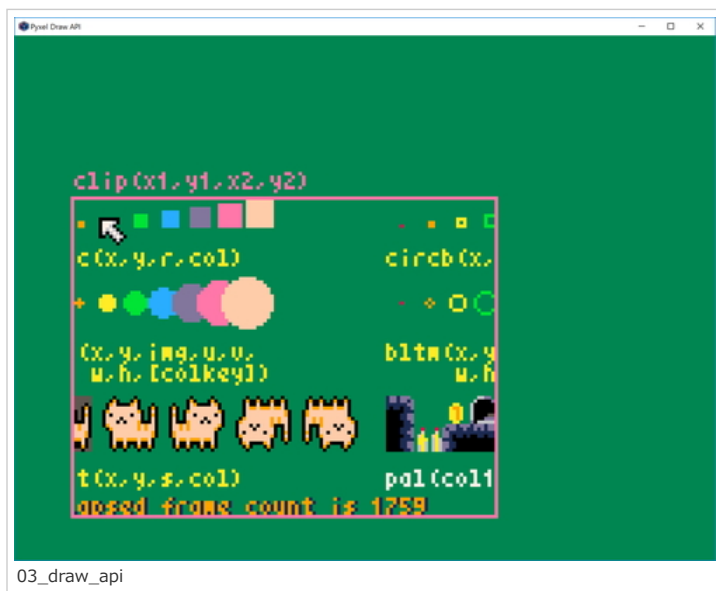 Pyxel Draw API
clip(x1,y1,x2,y2)
c(x,y,r,col)
circb(x,
(x,y,img,u,v,
w,h,[colkey])
bltm(x,y
w,h
t(x,y,s,col)
pal(col1
apsed frame count is 1759
03_draw_api